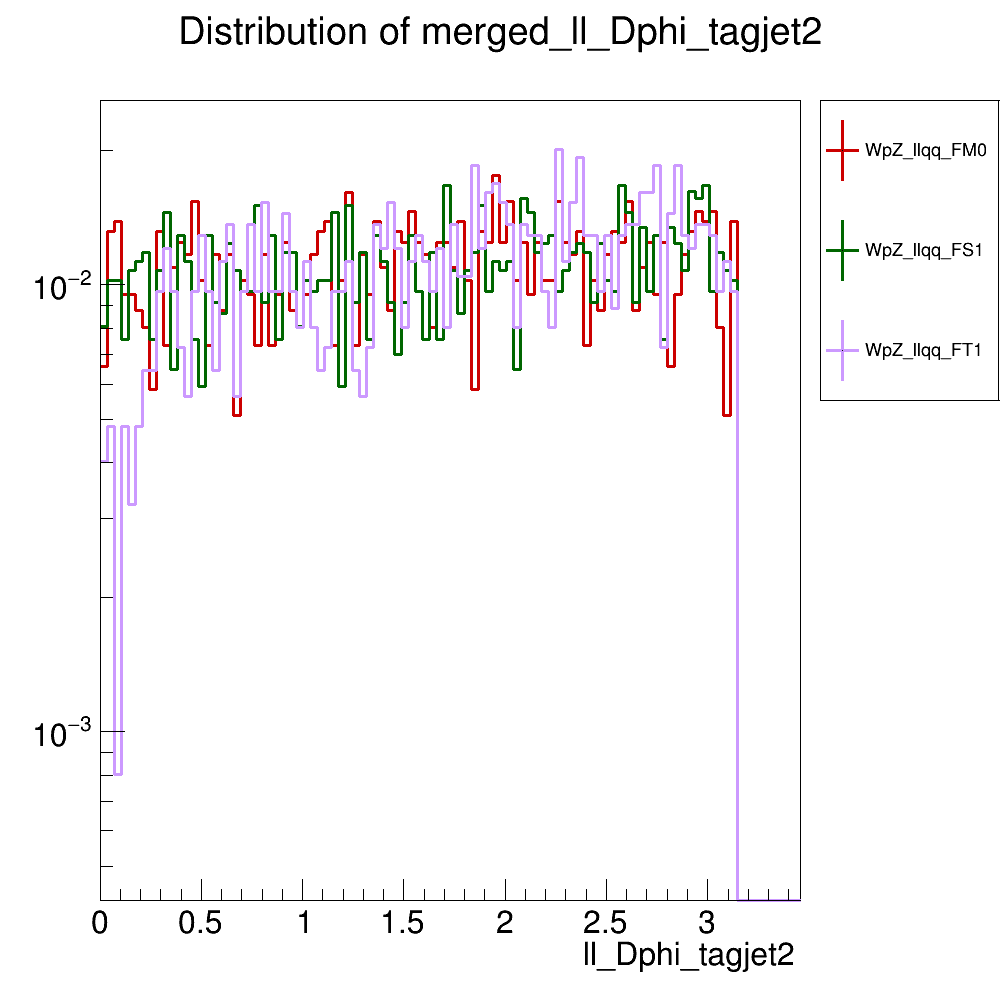 Distribution of merged_ll_Dphi_tagjet2
WpZ_llqq_FM0
WpZ_llqq_FS1
WpZ_llqq_FT1
10−2
10−3
0 0.5 1 1.5 2 2.5 3
ll_Dphi_tagjet2